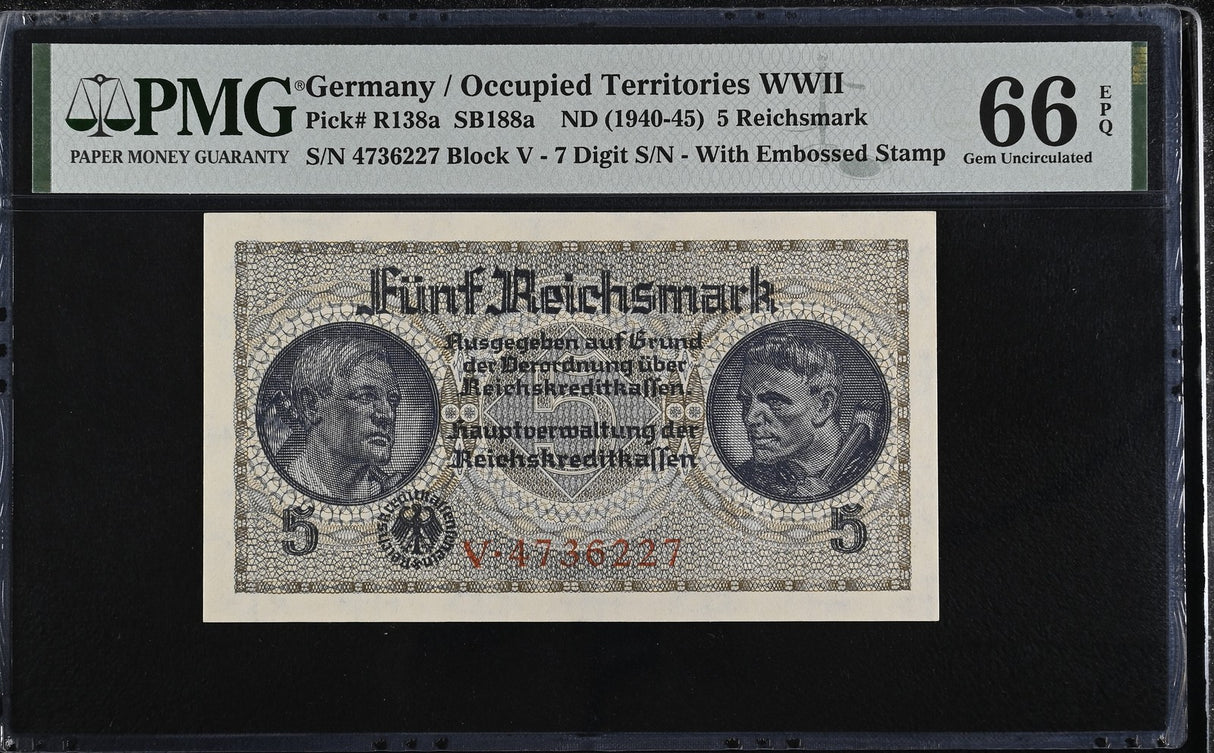 PMG®
PAPER MONEY GUARANTY
Germany / Occupied Territories WWII
Pick# R138a SB188a ND (1940-45) 5 Reichsmark
S/N 4736227 Block V - 7 Digit S/N - With Embossed Stamp
66
EPQ
Gem Uncirculated
Fünf Reichsmark
Ausgegeben auf Grund
der Verordnung über
Reichskreditkassen.
Hauptverwaltung der
Reichskreditkassen
5
5
5
V·4736227